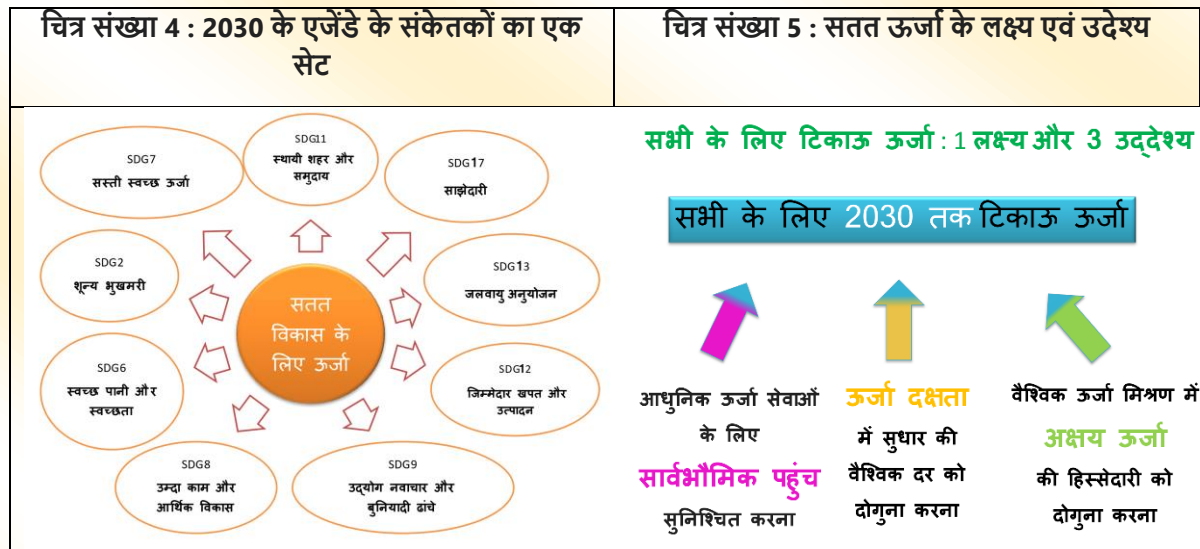 चित्र संख्या 4 : 2030 के एजेंडे के संकेतकों का एक
सेट
SDG7
सस्ती स्वच्छ ऊर्जा
SDG11
स्थायी शहर और
समुदाय
SDG17
साझेदारी
SDG2
शून्य भुखमरी
SDG13
जलवायु अनुयोजन
सतत
विकास के
लिए ऊर्जा
SDG6
स्वच्छ पानी और
स्वच्छता
SDG12
जिम्मेदार खपत और
उत्पादन
SDG8
उम्दा काम और
आर्थिक विकास
SDG9
उद्योग नवाचार और
बुनियादी ढांचे
चित्र संख्या 5 : सतत ऊर्जा के लक्ष्य एवं उदेश्य
सभी के लिए टिकाऊ ऊर्जा : 1 लक्ष्य और 3 उद्देश्य
सभी के लिए 2030 तक टिकाऊ ऊर्जा
आधुनिक ऊर्जा सेवाओं
के लिए
सार्वभौमिक पहुंच
सुनिश्चित करना
ऊर्जा दक्षता
में सुधार की
वैश्विक दर को
दोगुना करना
वैश्विक ऊर्जा मिश्रण में
अक्षय ऊर्जा
की हिस्सेदारी को
दोगुना करना